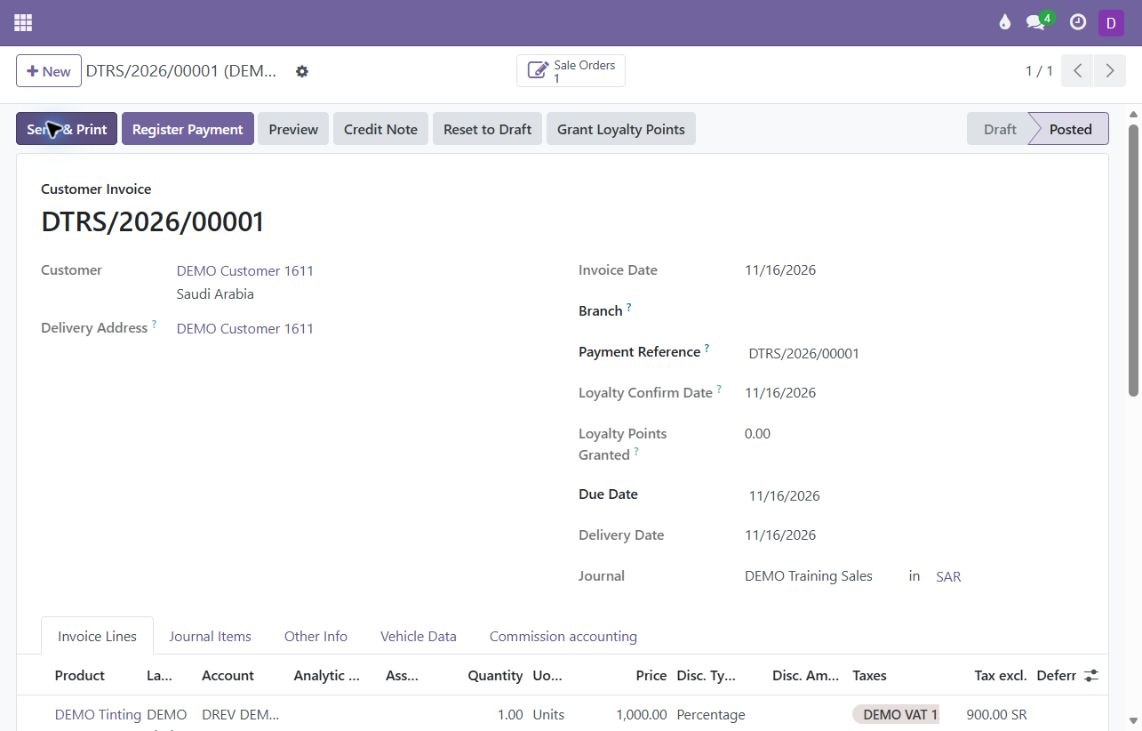 4
D
New
DTRS/2026/00001 (DEM...
Sale Orders
1
1 / 1
& Print
Register Payment
Preview
Credit Note
Reset to Draft
Grant Loyalty Points
Draft
Posted
Customer Invoice
DTRS/2026/00001
Customer
DEMO Customer 1611
Saudi Arabia
Delivery Address ?
DEMO Customer 1611
Invoice Date
11/16/2026
Branch ?
Payment Reference ?
DTRS/2026/00001
Loyalty Confirm Date ?
11/16/2026
Loyalty Points
Granted ?
0.00
Due Date
11/16/2026
Delivery Date
11/16/2026
Journal
DEMO Training Sales in SAR
Invoice Lines
Journal Items
Other Info
Vehicle Data
Commission accounting
Product La... Account Analytic ... Ass... Quantity Uo... Price Disc. Ty... Disc. Am... Taxes Tax excl. Deferr
DEMO Tinting DEMO DREV DEM... 1.00 Units 1,000.00 Percentage DEMO VAT 1 900.00 SR